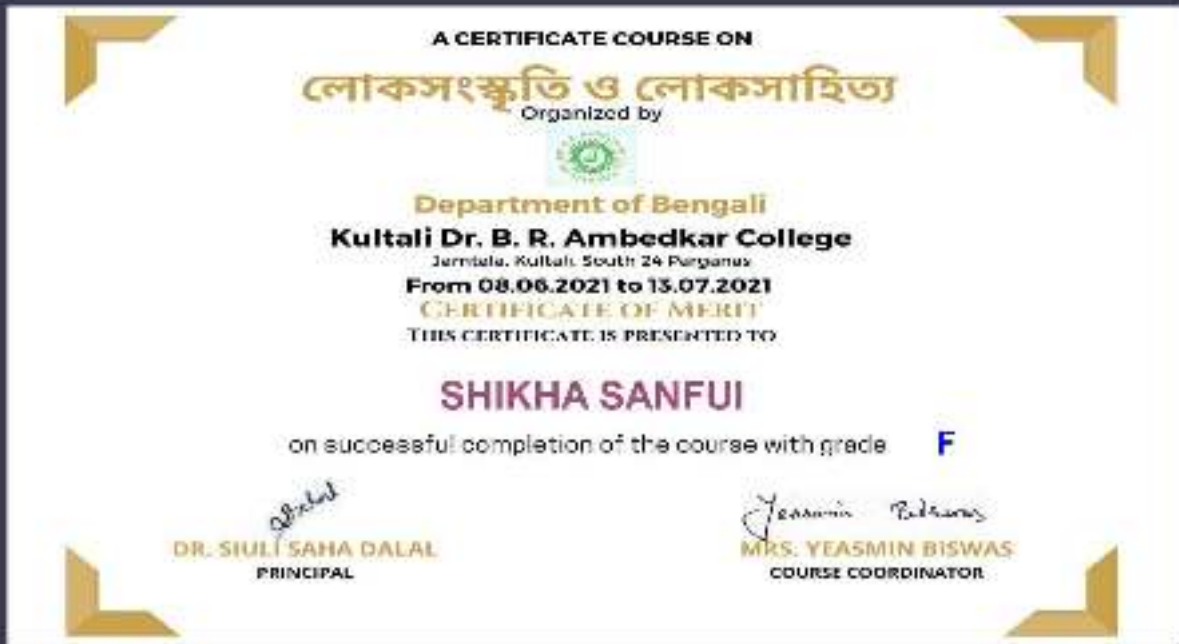 A CERTIFICATE COURSE ON
লোকসংস্কৃতি ও লোকসাহিত্য
Organized by
Department of Bengali
Kultali Dr. B. R. Ambedkar College
Jamtala, Kultali, South 24 Parganas
From 08.06.2021 to 13.07.2021
CERTIFICATE OF MERIT
THIS CERTIFICATE IS PRESENTED TO
SHIKHA SANFUI
on successful completion of the course with grade F
Yeasmin Biswas
DR. SIULI SAHA DALAL
MRS. YEASMIN BISWAS
PRINCIPAL
COURSE COORDINATOR